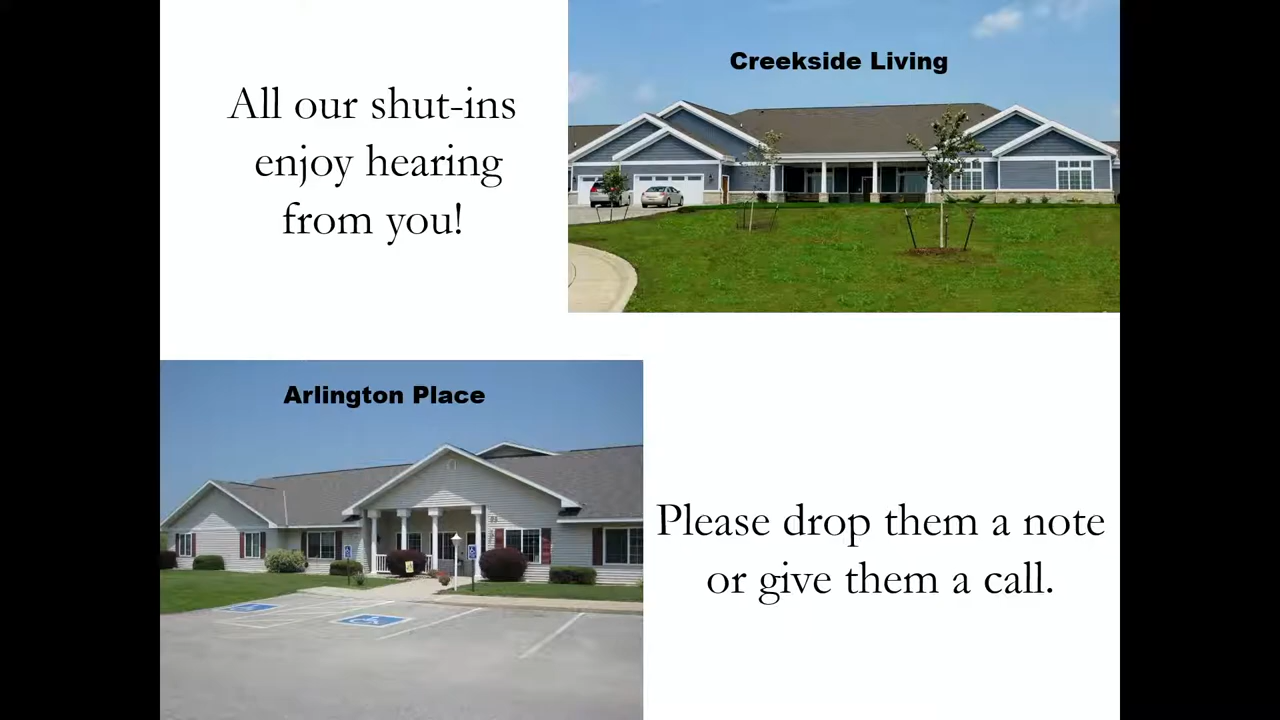 All our shut-ins
enjoy hearing
from you!
Creekside Living
Arlington Place
Please drop them a note
or give them a call.